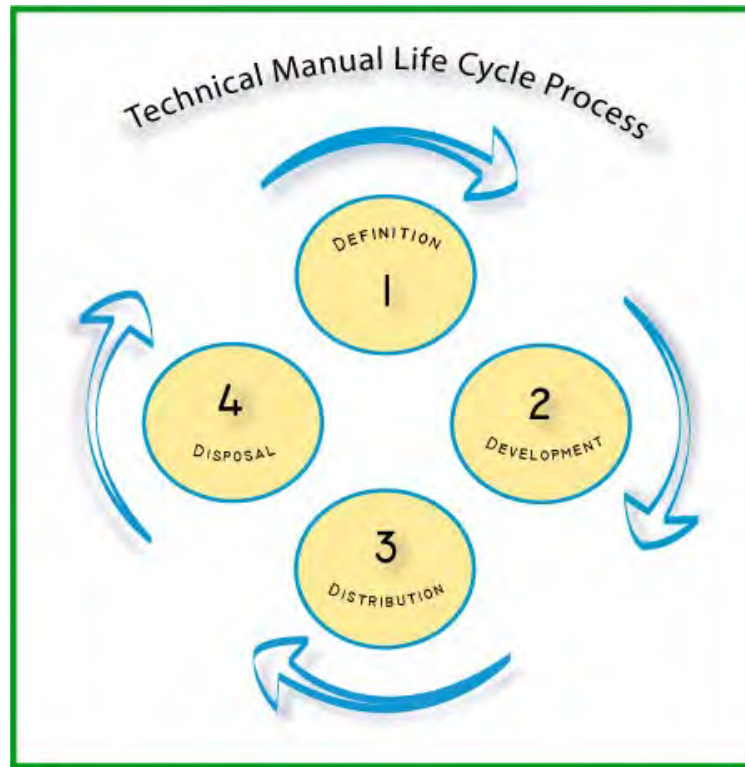 Technical Manual Life Cycle Process
DEFINITION
1
2
DEVELOPMENT
3
DISTRIBUTION
4
DISPOSAL